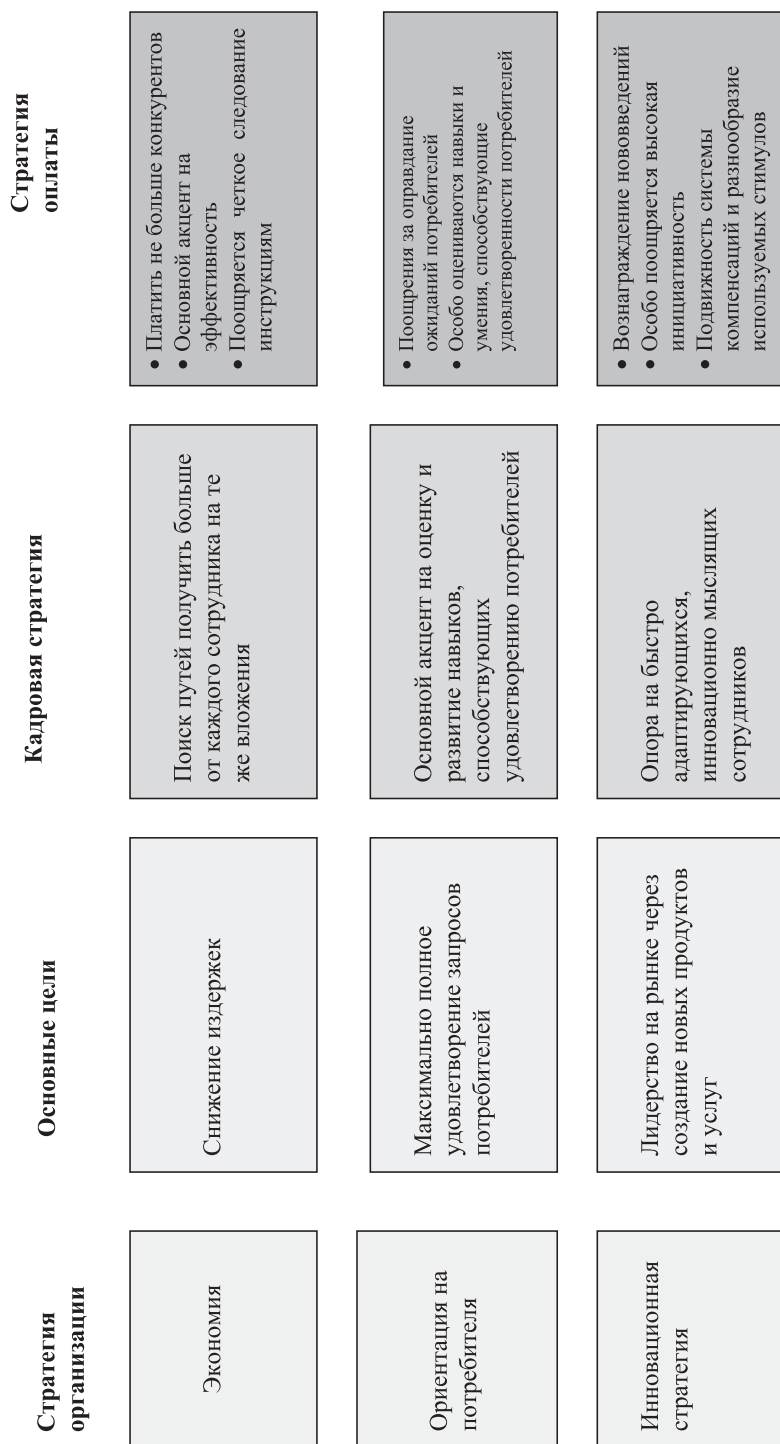 Стратегия
организации
Основные цели
Кадровая стратегия
Стратегия
оплаты
Экономия
Снижение издержек
Поиск путей получить больше
от каждого сотрудника на те
же вложения
• Платить не больше конкурентов
• Основной акцент на
эффективность
• Поощряется четкое следование
инструкциям
Ориентация на
потребителя
Максимально полное
удовлетворение запросов
потребителей
Основной акцент на оценку и
развитие навыков,
способствующих
удовлетворению потребителей
• Поощрения за оправдание
ожиданий потребителей
• Особо оцениваются навыки и
умения, способствующие
удовлетворенности потребителей
Инновационная
стратегия
Лидерство на рынке через
создание новых продуктов
и услуг
Опора на быстро
адаптирующихся,
инновационно мыслящих
сотрудников
• Вознаграждение нововведений
• Особо поощряется высокая
инициативность
• Подвижность системы
компенсаций и разнообразие
используемых стимулов